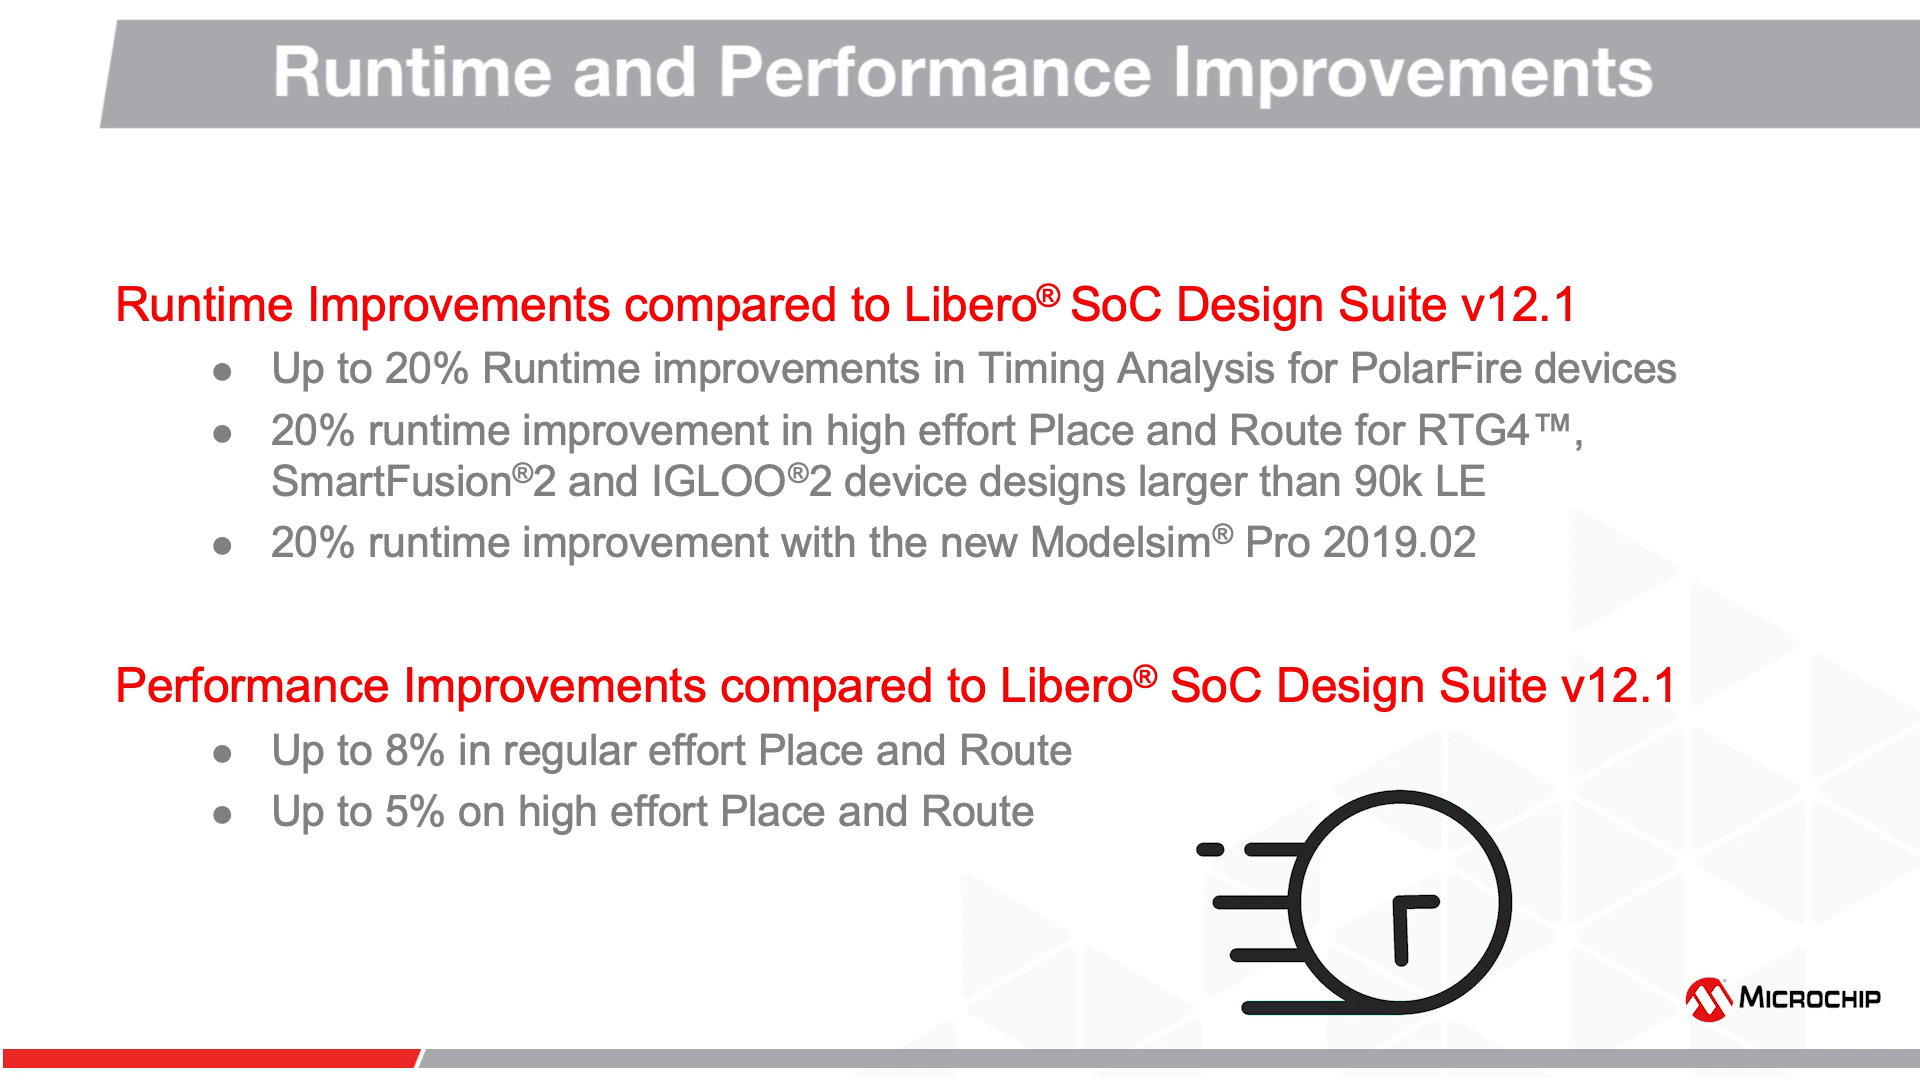 Runtime and Performance Improvements
Runtime Improvements compared to Libero® SoC Design Suite v12.1
● Up to 20% Runtime improvements in Timing Analysis for PolarFire devices
● 20% runtime improvement in high effort Place and Route for RTG4™,
SmartFusion®2 and IGLOO®2 device designs larger than 90k LE
● 20% runtime improvement with the new Modelsim® Pro 2019.02
Performance Improvements compared to Libero® SoC Design Suite v12.1
● Up to 8% in regular effort Place and Route
● Up to 5% on high effort Place and Route
MICROCHIP